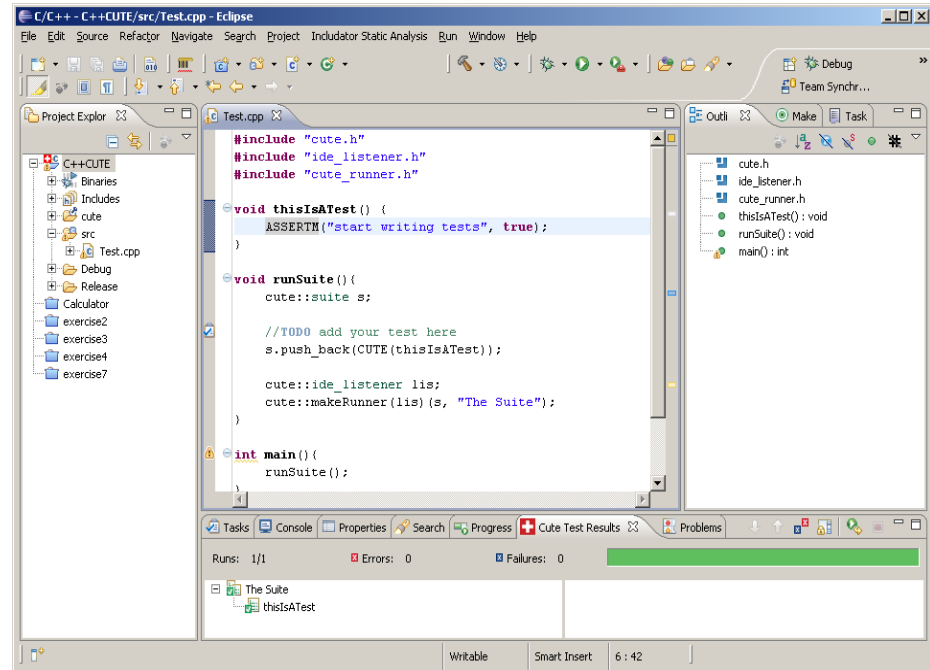 C/C++ - C++CUTE/src/Test.cpp - Eclipse
File Edit Source Refactor Navigate Search Project Includator Static Analysis Run Window Help
Debug
»
Team Synchr...
Project Explor
C++CUTE
Binaries
Includes
cute
src
Test.cpp
Debug
Release
Calculator
exercise2
exercise3
exercise4
exercise7
Test.cpp
#include "cute.h"
#include "ide_listener.h"
#include "cute_runner.h"
void thisIsATest() {
ASSERTM("start writing tests", true);
}
void runSuite(){
cute::suite s;
//TODO add your test here
s.push_back(CUTE(thisIsATest));
cute::ide_listener lis;
cute::makeRunner(lis)(s, "The Suite");
}
int main(){
runSuite();
}
Outli Make Task
cute.h
ide_listener.h
cute_runner.h
thisIsATest() : void
runSuite() : void
main() : int
Tasks Console Properties Search Progress Cute Test Results Problems
Runs: 1/1 Errors: 0 Failures: 0
The Suite
thisIsATest
Writable Smart Insert 6 : 42